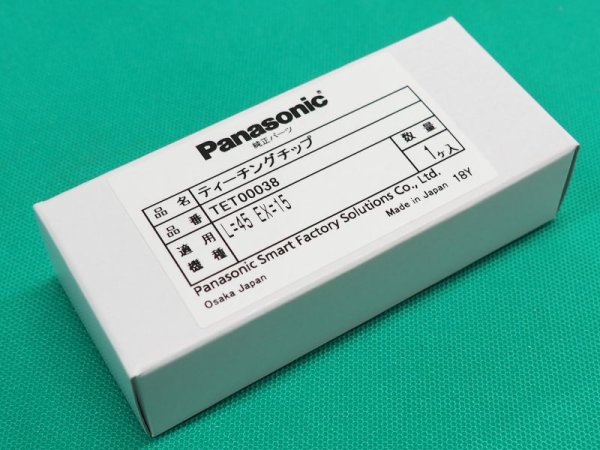 Panasonic
純正パーツ
品名 ティーチングチップ
品番 TET00038 数量
適用機種 L=45 EX=15 1ヶ入
Panasonic Smart Factory Solutions Co., Ltd.
Osaka Japan Made in Japan 18Y